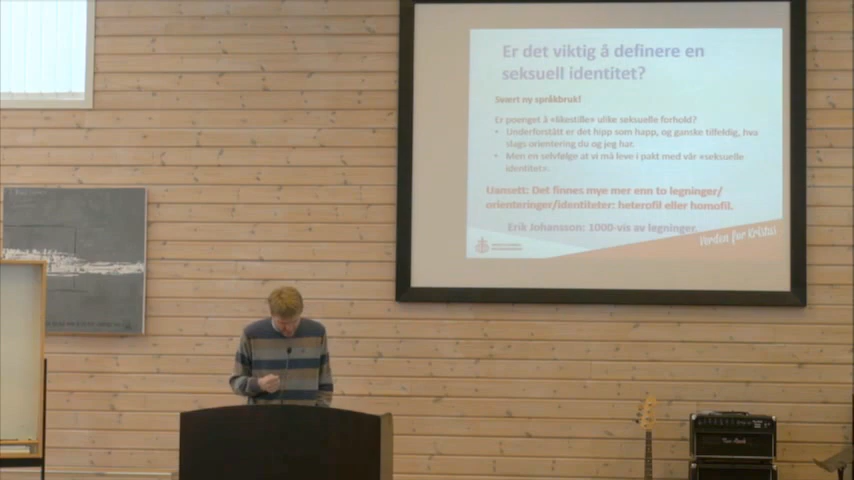 Er det viktig å definere en
seksuell identitet?
Svært ny språkbruk!
Er poenget å «likestille» ulike seksuelle forhold?
• Underforstått er det hipp som happ, og ganske tilfeldig, hva
slags orientering du og jeg har.
• Men en selvfølge at vi må leve i pakt med vår «seksuelle
identitet».
Uansett: Det finnes mye mer enn to legninger/
orienteringer/identiteter: heterofil eller homofil.
Erik Johansson: 1000-vis av legninger.
Verden for Kristus